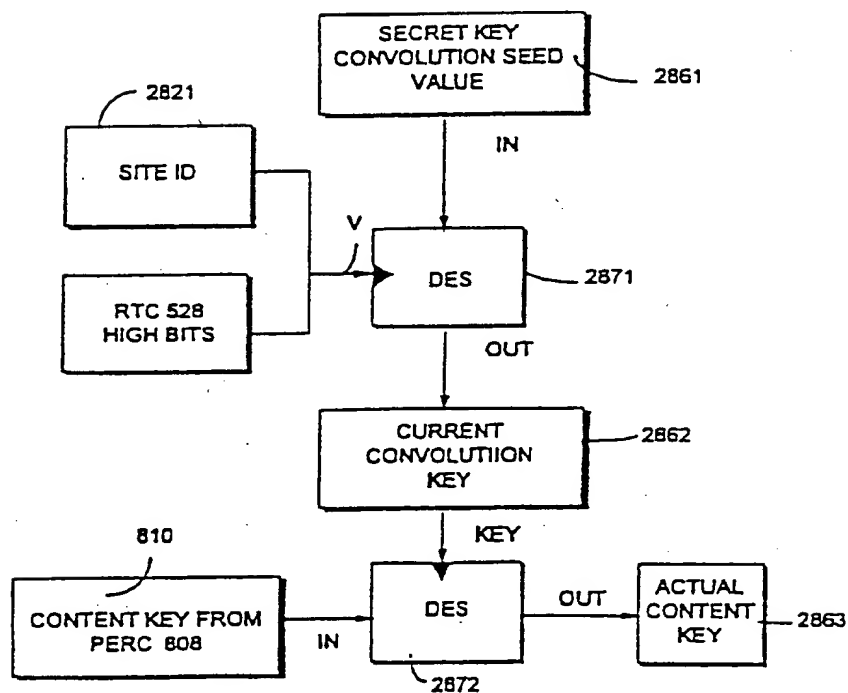 SECRET KEY
CONVOLUTION SEED
VALUE
2861
2821
IN
SITE ID
V
DES
2871
RTC 528
HIGH BITS
OUT
CURRENT
CONVOLUTIION
KEY
2862
KEY
810
CONTENT KEY FROM
PERC 808
IN
DES
2872
OUT
ACTUAL
CONTENT
KEY
2863